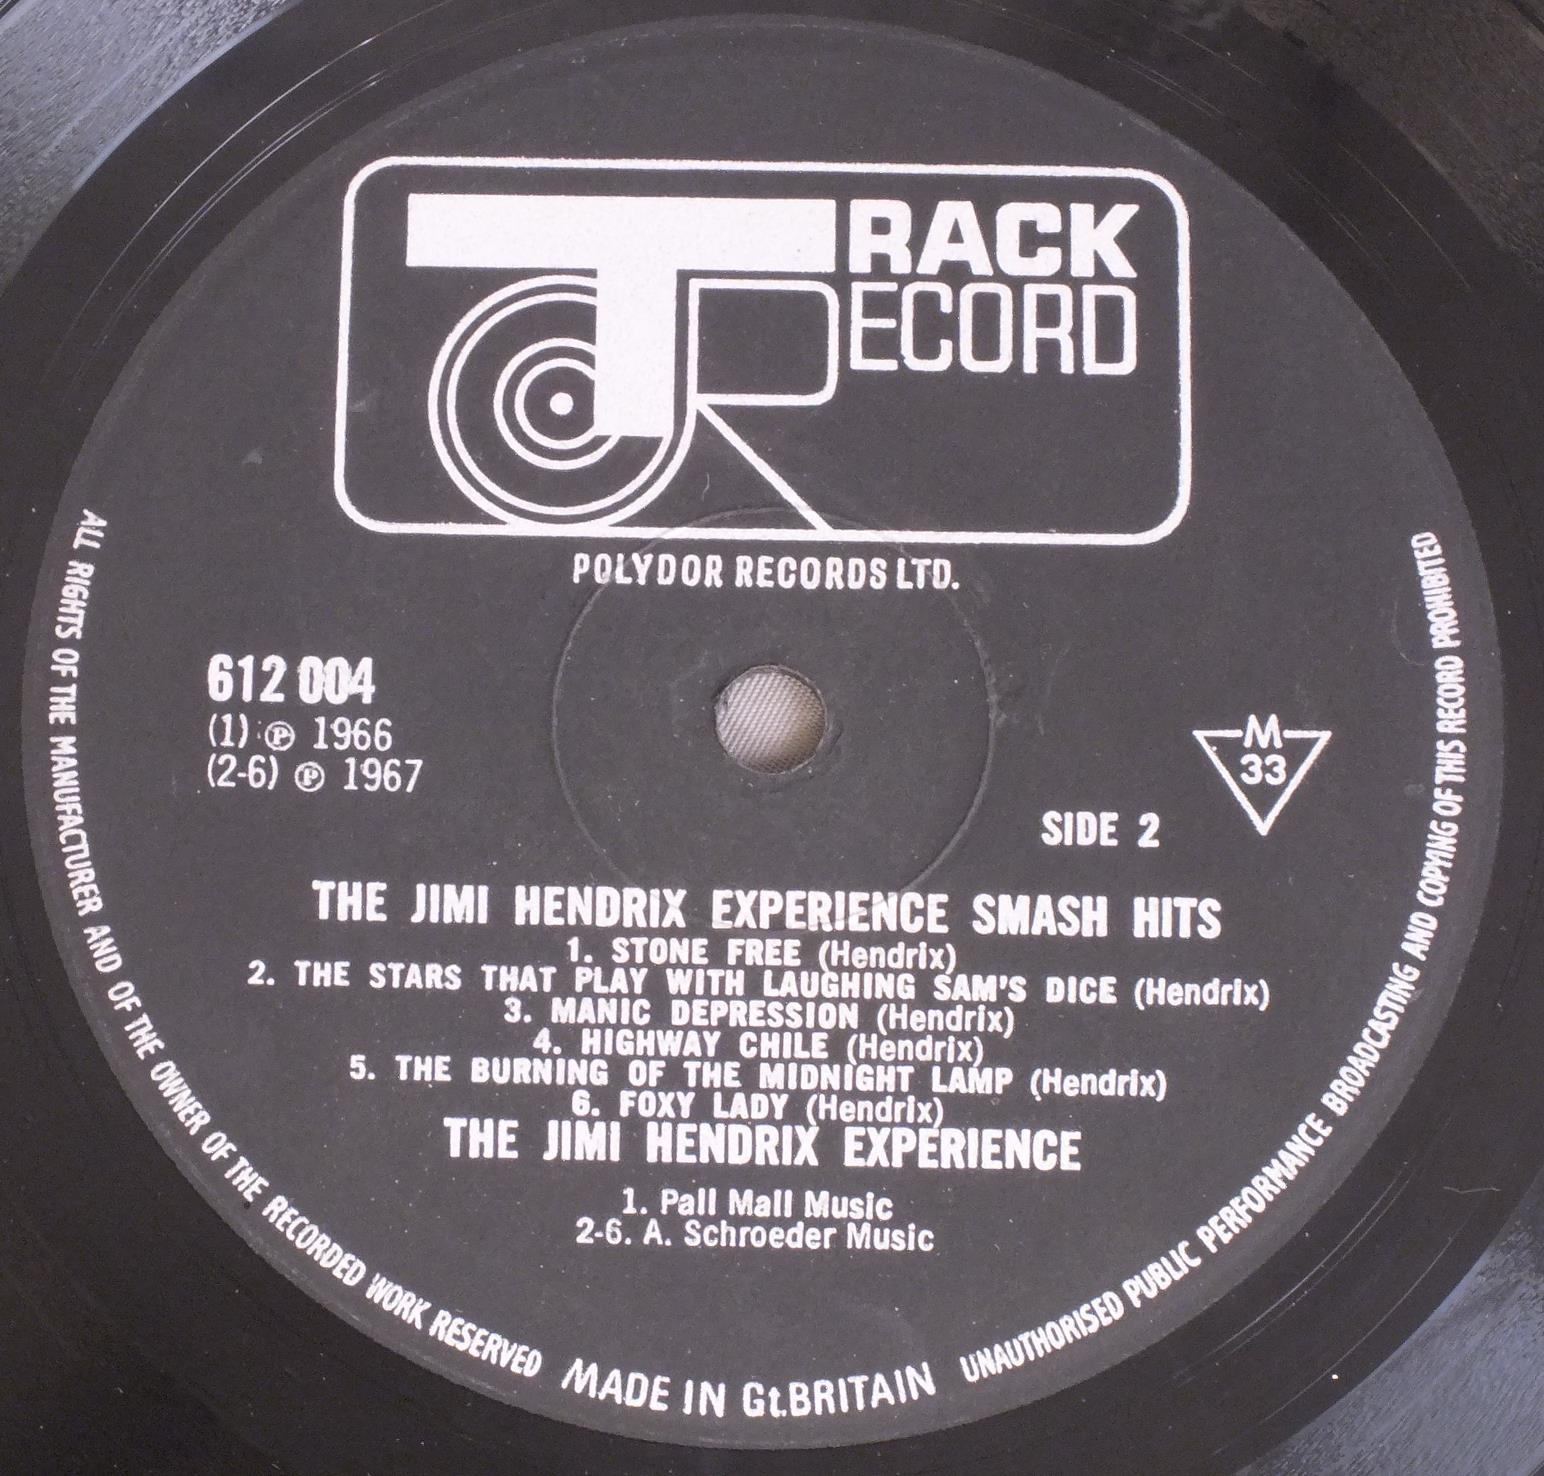 TRACK
RECORD
POLYDOR RECORDS LTD.
612 004
(1) ℗ 1966
(2-6) ℗ 1967
M
33
SIDE 2
THE JIMI HENDRIX EXPERIENCE SMASH HITS
1. STONE FREE (Hendrix)
2. THE STARS THAT PLAY WITH LAUGHING SAM'S DICE (Hendrix)
3. MANIC DEPRESSION (Hendrix)
4. HIGHWAY CHILE (Hendrix)
5. THE BURNING OF THE MIDNIGHT LAMP (Hendrix)
6. FOXY LADY (Hendrix)
THE JIMI HENDRIX EXPERIENCE
1. Pall Mall Music
2-6. A. Schroeder Music
ALL RIGHTS OF THE MANUFACTURER AND OF THE OWNER OF THE RECORDED WORK RESERVED
MADE IN Gt.BRITAIN
UNAUTHORISED PUBLIC PERFORMANCE BROADCASTING AND COPYING OF THIS RECORD PROHIBITED